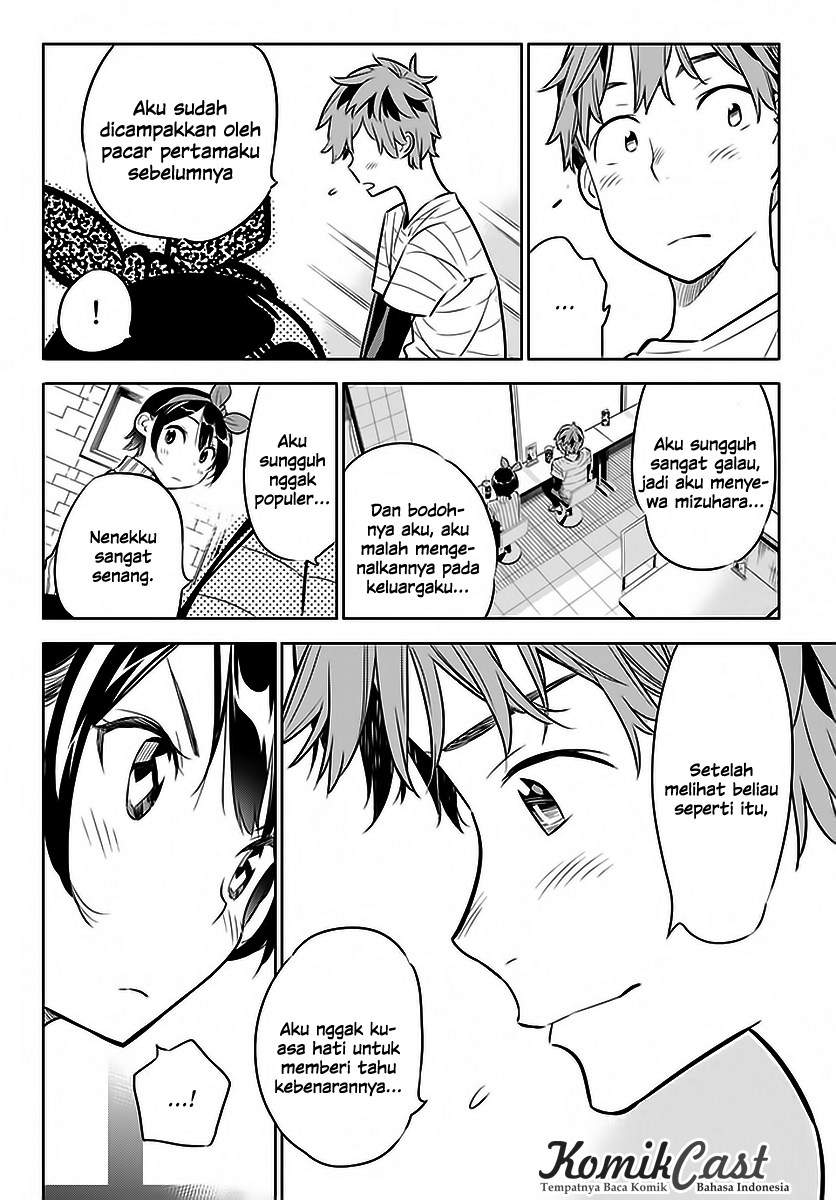 ...
Aku sudah
dicampakkan oleh
pacar pertamaku
sebelumnya
!
Aku sungguh
sangat galau,
jadi aku menye-
wa mizuhara.
Dan bodoh-
nya aku, aku
malah menge-
nalkannya pada
keluargaku...
Aku
sungguh
nggak
populer...
Nenekku
sangat
senang.
Setelah
melihat beliau
seperti itu,
Aku nggak ku-
asa hati untuk
memberi tahu
kebenarannya...
...!
KomikCast
Tempatnya Baca Komik Bahasa Indonesia